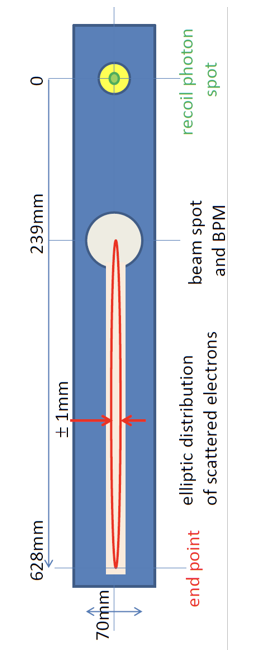 0
recoil photon
spot
239mm
beam spot
and BPM
± 1mm
elliptic distribution
of scattered electrons
628mm
end point
70mm